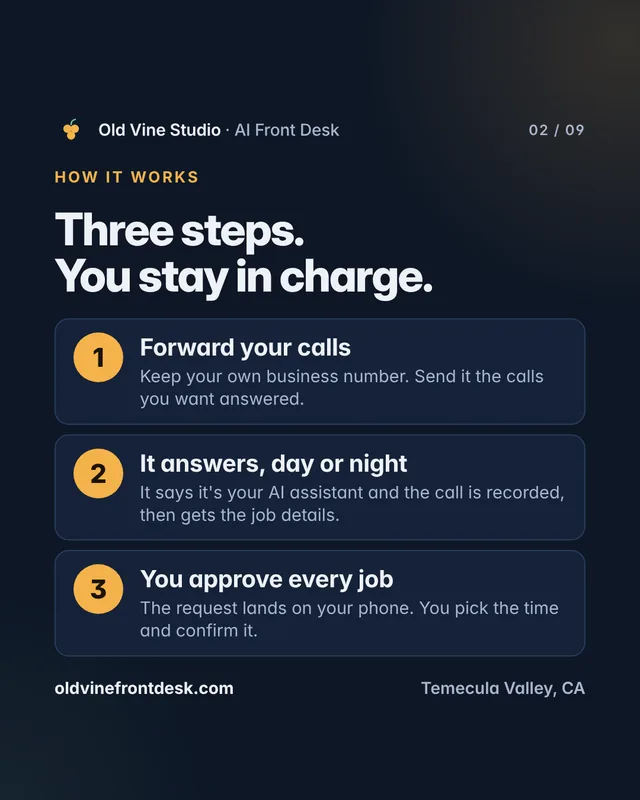 Old Vine Studio · AI Front Desk
02 / 09
HOW IT WORKS
Three steps.
You stay in charge.
1
Forward your calls
Keep your own business number. Send it the calls
you want answered.
2
It answers, day or night
It says it's your AI assistant and the call is recorded,
then gets the job details.
3
You approve every job
The request lands on your phone. You pick the time
and confirm it.
oldvinefrontdesk.com
Temecula Valley, CA